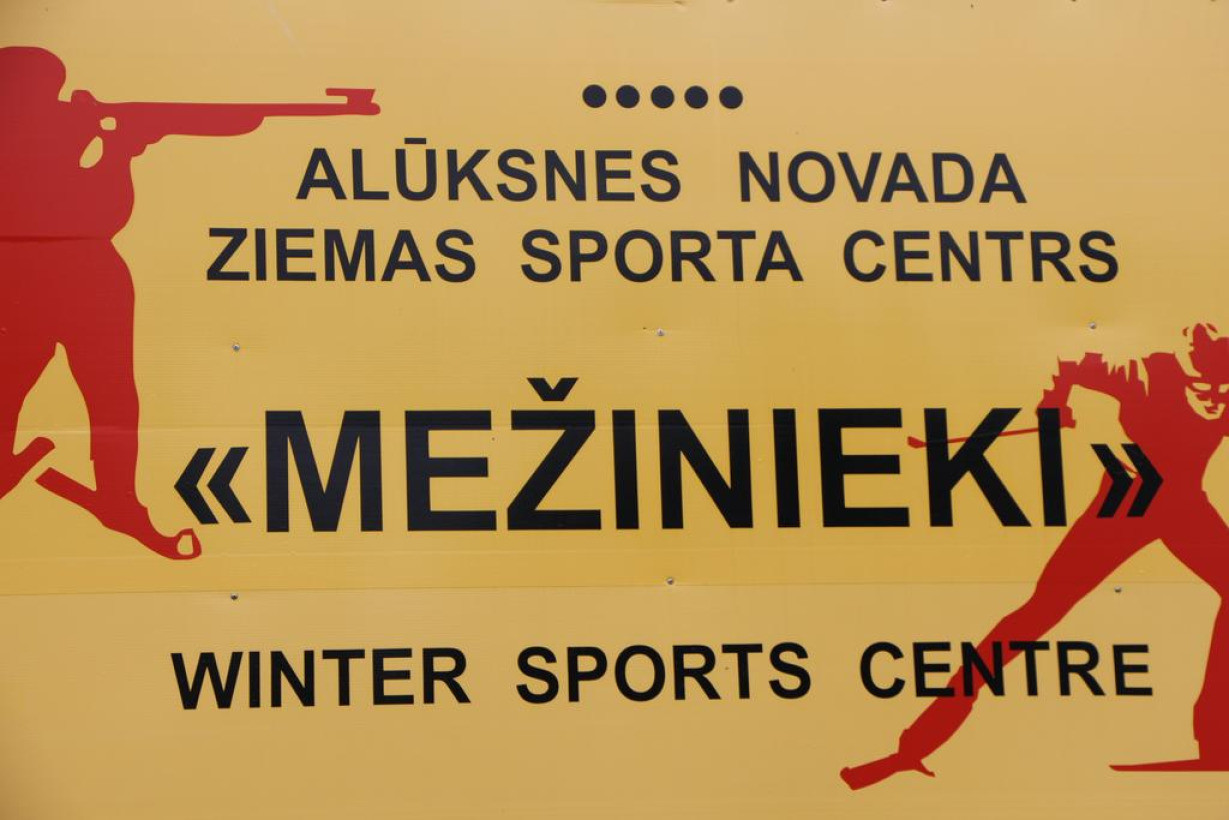 ALŪKSNES NOVADA
ZIEMAS SPORTA CENTRS
«MEŽINIEKI»
WINTER SPORTS CENTRE